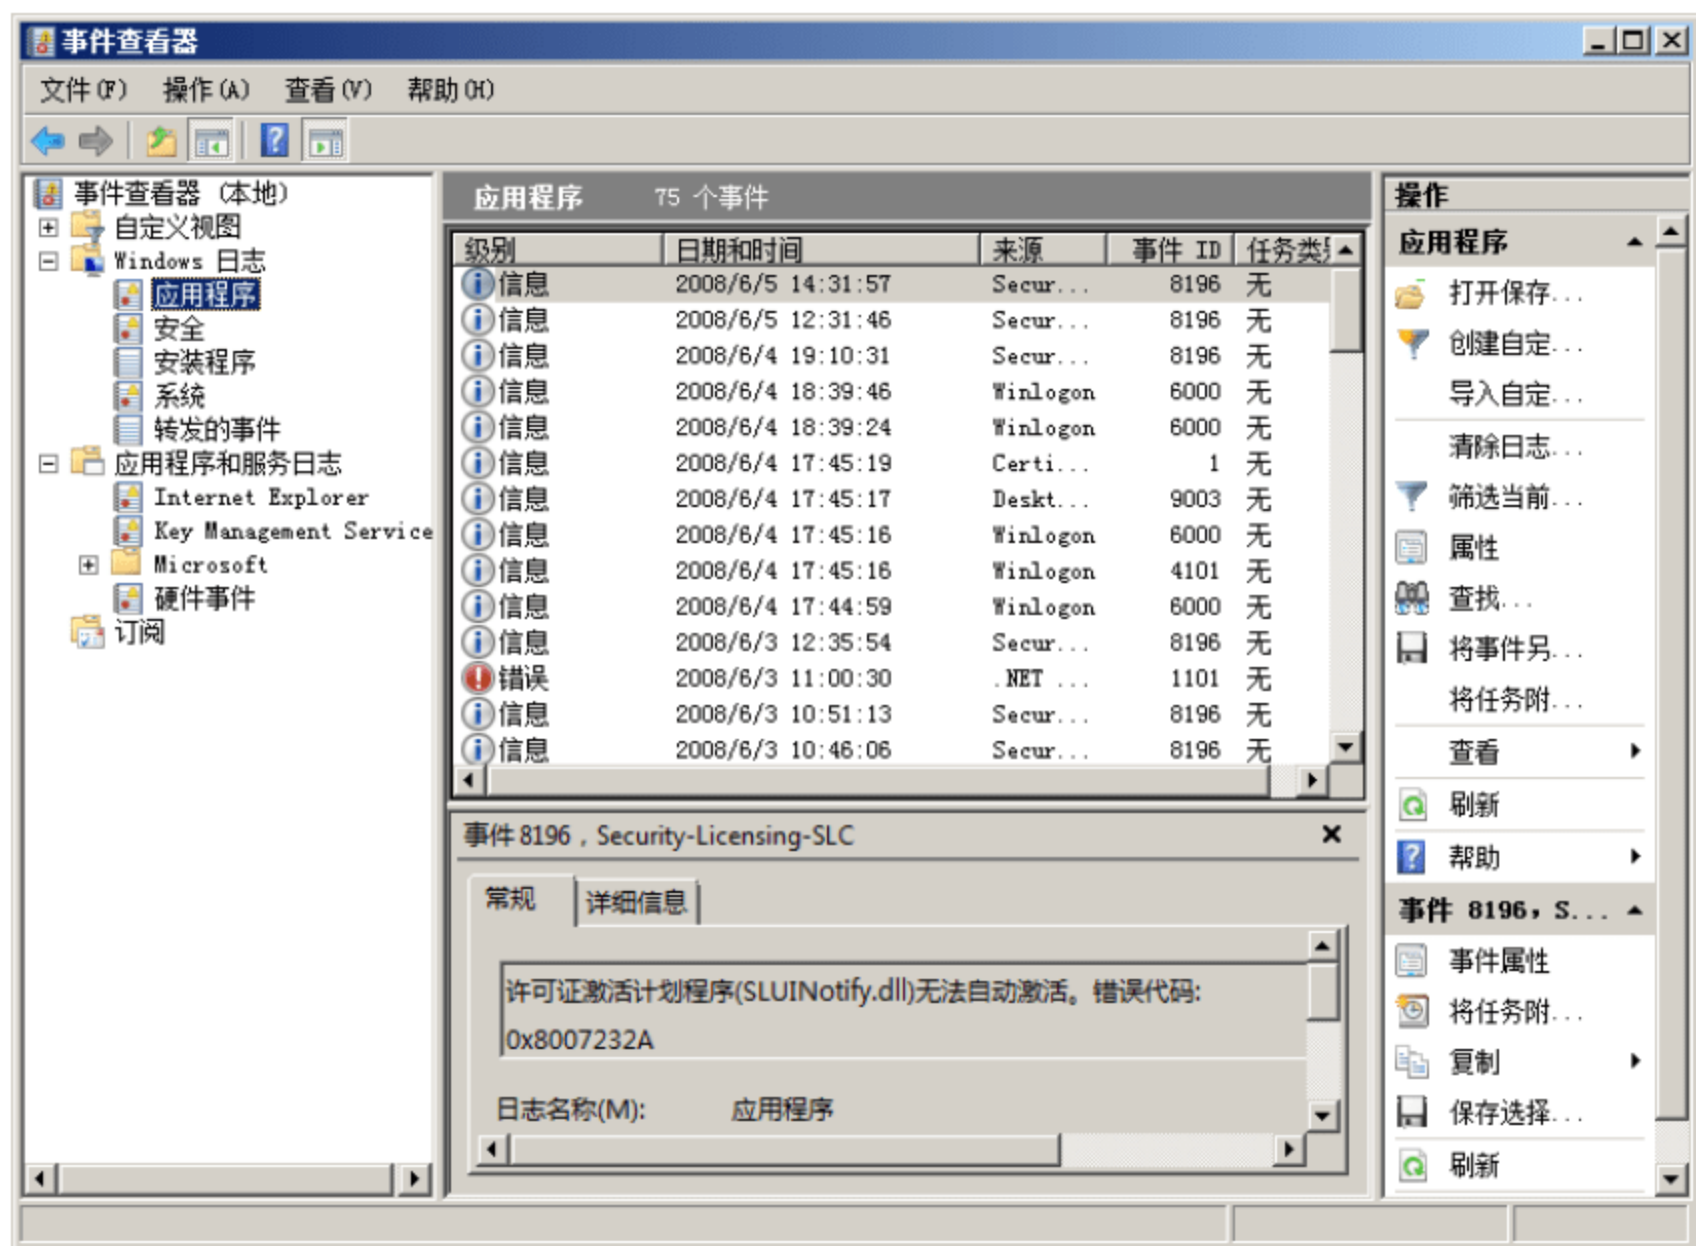 事件查看器
文件(F) 操作(A) 查看(V) 帮助(H)
事件查看器 (本地)
自定义视图
Windows 日志
应用程序
安全
安装程序
系统
转发的事件
应用程序和服务日志
Internet Explorer
Key Management Service
Microsoft
硬件事件
订阅
应用程序 75 个事件
级别 日期和时间 来源 事件 ID 任务类别
信息 2008/6/5 14:31:57 Secur... 8196 无
信息 2008/6/5 12:31:46 Secur... 8196 无
信息 2008/6/4 19:10:31 Secur... 8196 无
信息 2008/6/4 18:39:46 Winlogon 6000 无
信息 2008/6/4 18:39:24 Winlogon 6000 无
信息 2008/6/4 17:45:19 Certi... 1 无
信息 2008/6/4 17:45:17 Deskt... 9003 无
信息 2008/6/4 17:45:16 Winlogon 6000 无
信息 2008/6/4 17:45:16 Winlogon 4101 无
信息 2008/6/4 17:44:59 Winlogon 6000 无
信息 2008/6/3 12:35:54 Secur... 8196 无
错误 2008/6/3 11:00:30 .NET ... 1101 无
信息 2008/6/3 10:51:13 Secur... 8196 无
信息 2008/6/3 10:46:06 Secur... 8196 无
事件 8196，Security-Licensing-SLC
常规 详细信息
许可证激活计划程序(SLUINotify.dll)无法自动激活。错误代码:
0x8007232A
日志名称(M): 应用程序
操作
应用程序
打开保存...
创建自定...
导入自定...
清除日志...
筛选当前...
属性
查找...
将事件另...
将任务附...
查看
刷新
帮助
事件 8196，S...
事件属性
将任务附...
复制
保存选择...
刷新